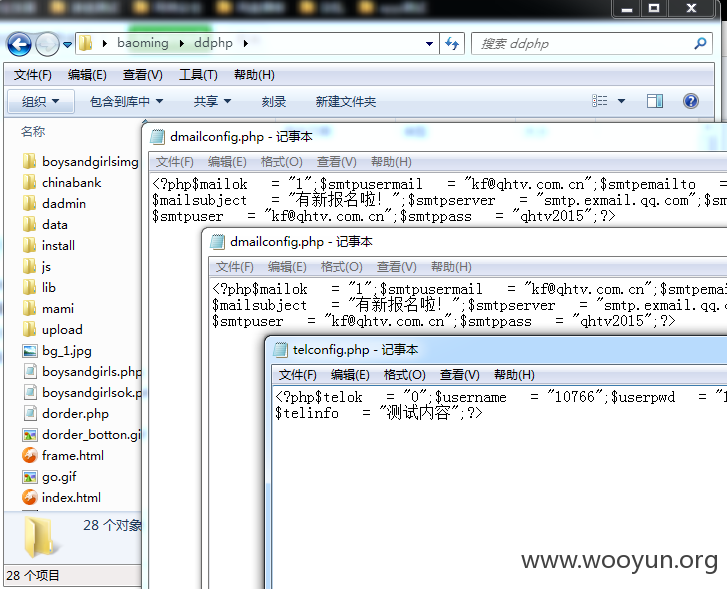 baoming ddphp
搜索 ddphp
文件(F) 编辑(E) 查看(V) 工具(T) 帮助(H)
组织 包含到库中 共享 刻录 新建文件夹
名称
boysandgirlsimg
chinabank
dadmin
data
install
js
lib
mami
upload
bg_1.jpg
boysandgirls.php
boysandgirlsok.p
dorder.php
dorder_botton.gi
frame.html
go.gif
index.html
28 个对象
28 个项目
dmailconfig.php - 记事本
文件(F) 编辑(E) 格式(O) 查看(V) 帮助(H)
<?php$mailok = "1";$smtpusermail = "kf@qhtv.com.cn";$smtpemailto =
$mailsubject = "有新报名啦！";$smtpserver = "smtp.exmail.qq.com";$sm
$smtpuser = "kf@qhtv.com.cn";$smtppass = "qhtv2015";?>
dmailconfig.php - 记事本
文件(F) 编辑(E) 格式(O) 查看(V) 帮助(H)
<?php$mailok = "1";$smtpusermail = "kf@qhtv.com.cn";$smtpemai
$mailsubject = "有新报名啦！";$smtpserver = "smtp.exmail.qq.
$smtpuser = "kf@qhtv.com.cn";$smtppass = "qhtv2015";?>
telconfig.php - 记事本
文件(F) 编辑(E) 格式(O) 查看(V) 帮助(H)
<?php$telok = "0";$username = "10766";$userpwd = "1
$telinfo = "测试内容";?>
www.wooyun.org